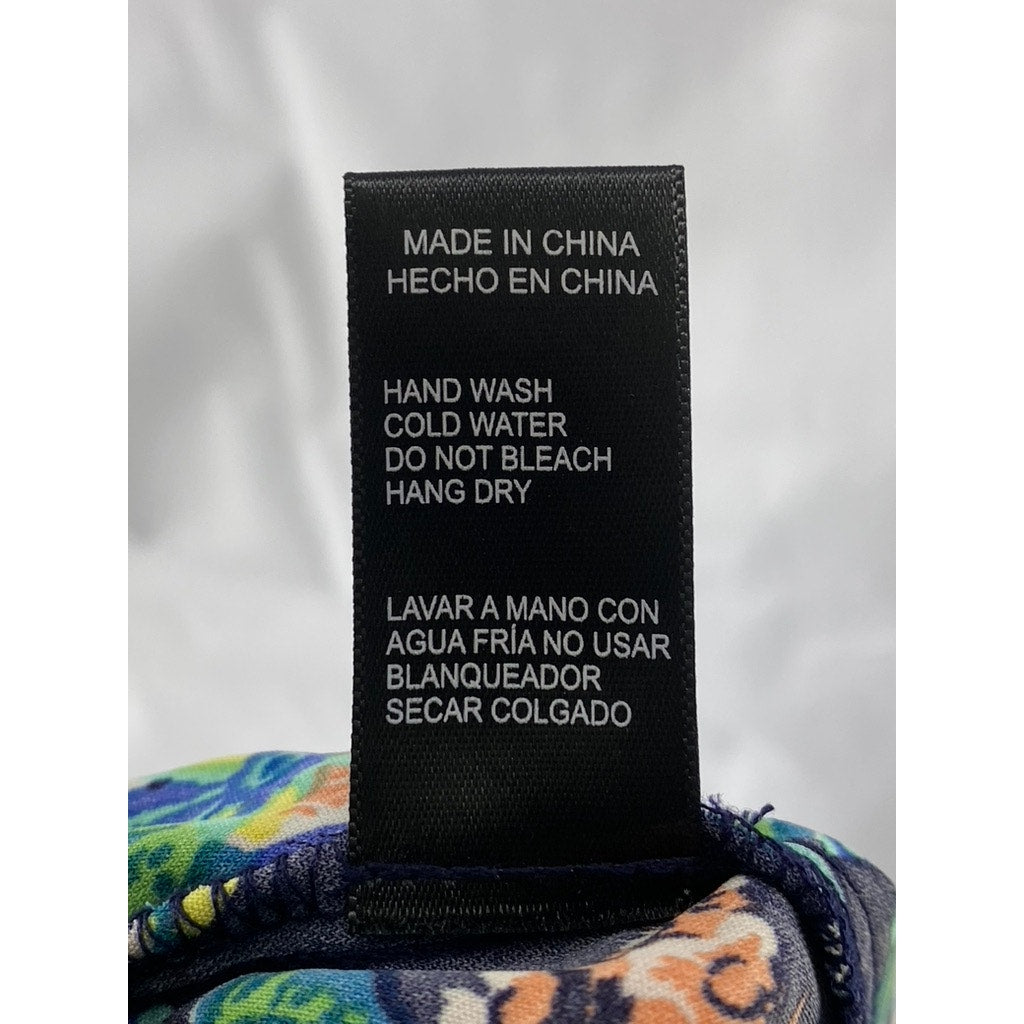 MADE IN CHINA
HECHO EN CHINA
HAND WASH
COLD WATER
DO NOT BLEACH
HANG DRY
LAVAR A MANO CON
AGUA FRÍA NO USAR
BLANQUEADOR
SECAR COLGADO